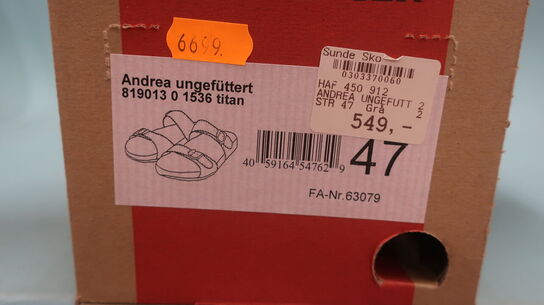 6699.
Andrea ungefüttert
819013 0 1536 titan
40 59164 54762 9
47
FA-Nr.63079
Sunde Sko
0303370060
HAF 450 912
ANDREA UNGEFUTT 2
STR 47 Grå 2
549,-